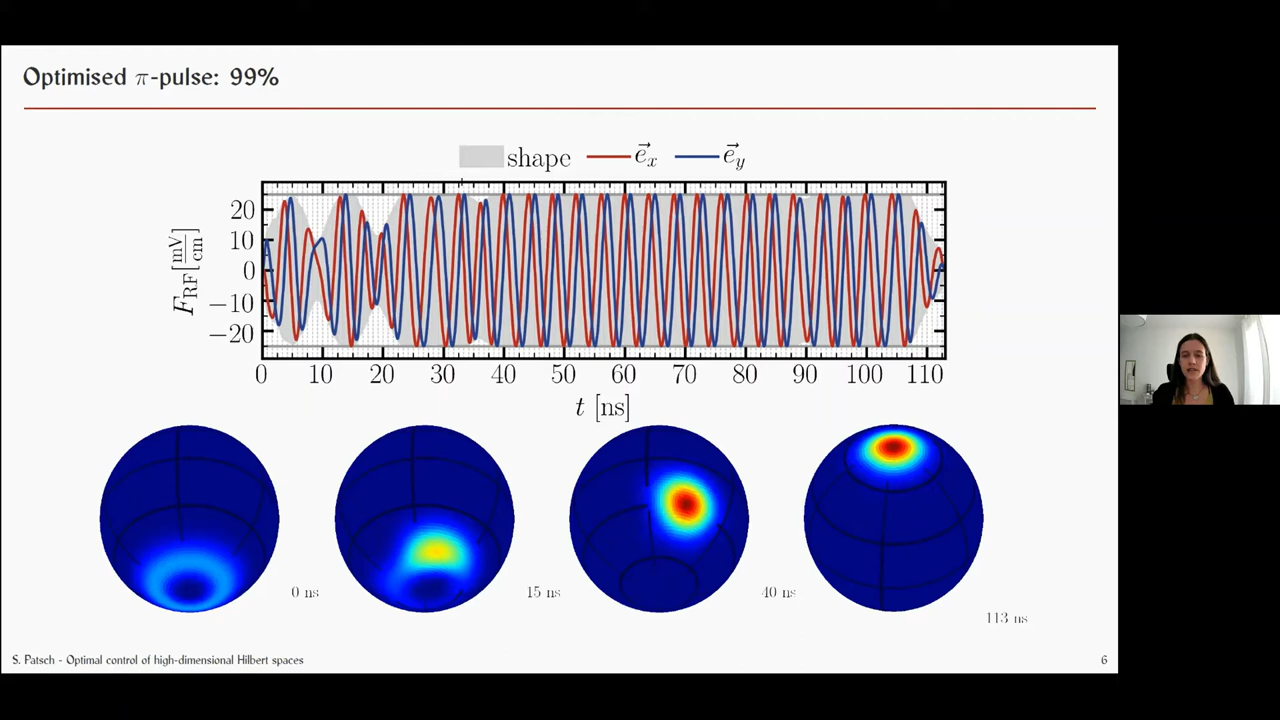 Optimised π-pulse: 99%
shape e⃗x e⃗y
20
10
0
−10
−20
F_RF [mV/cm]
0 10 20 30 40 50 60 70 80 90 100 110
t [ns]
0 ns 15 ns 40 ns 113 ns
S. Patsch - Optimal control of high-dimensional Hilbert spaces 6